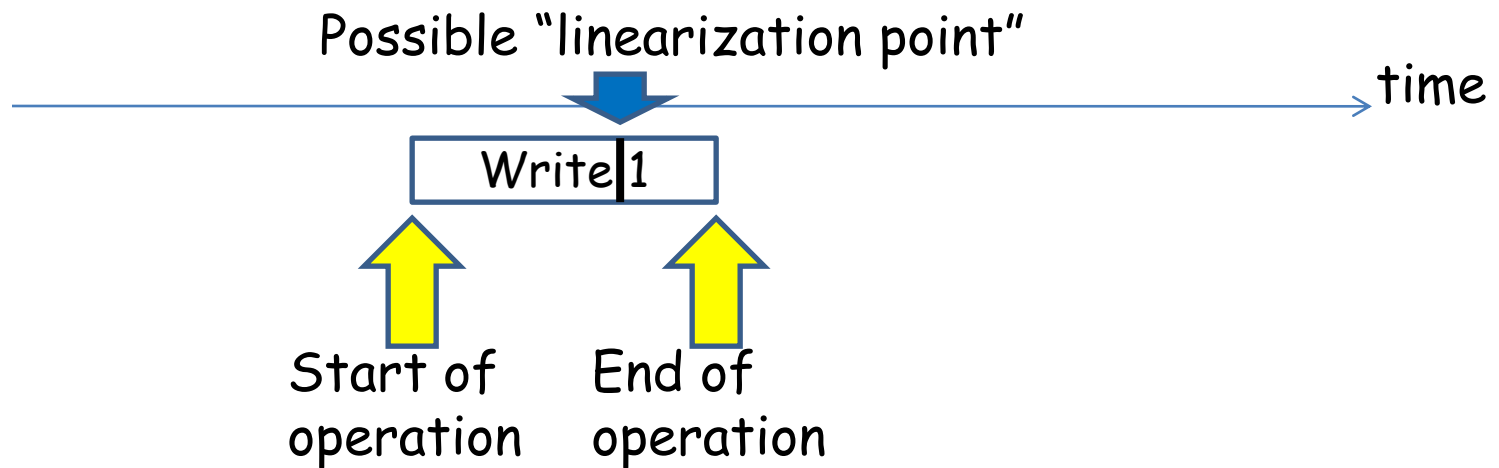 Possible “linearization point”
time
Write 1
Start of
operation
End of
operation